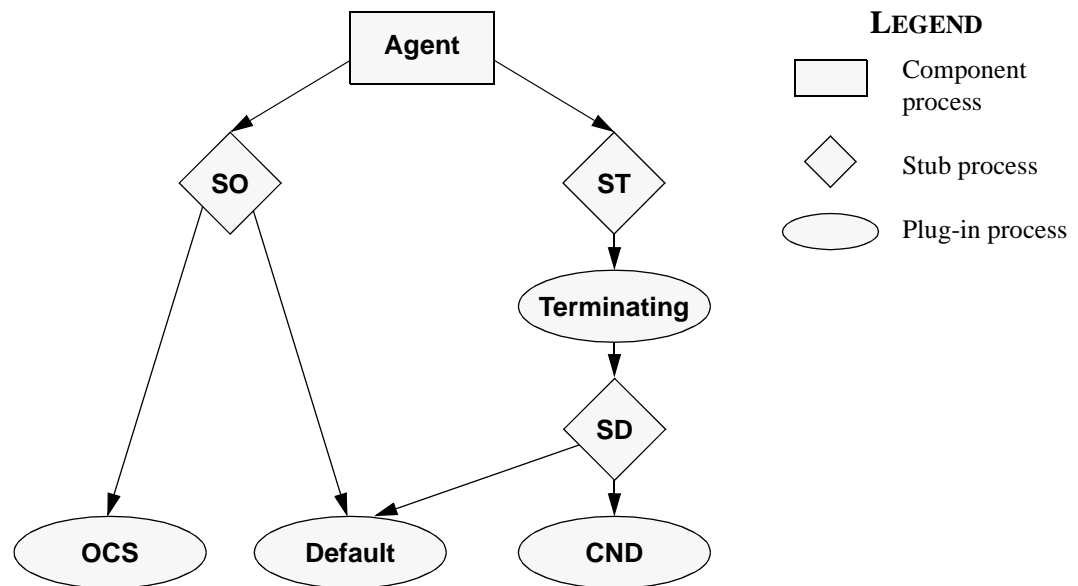 Agent
SO
ST
Terminating
SD
OCS
Default
CND
LEGEND
Component
process
Stub process
Plug-in process